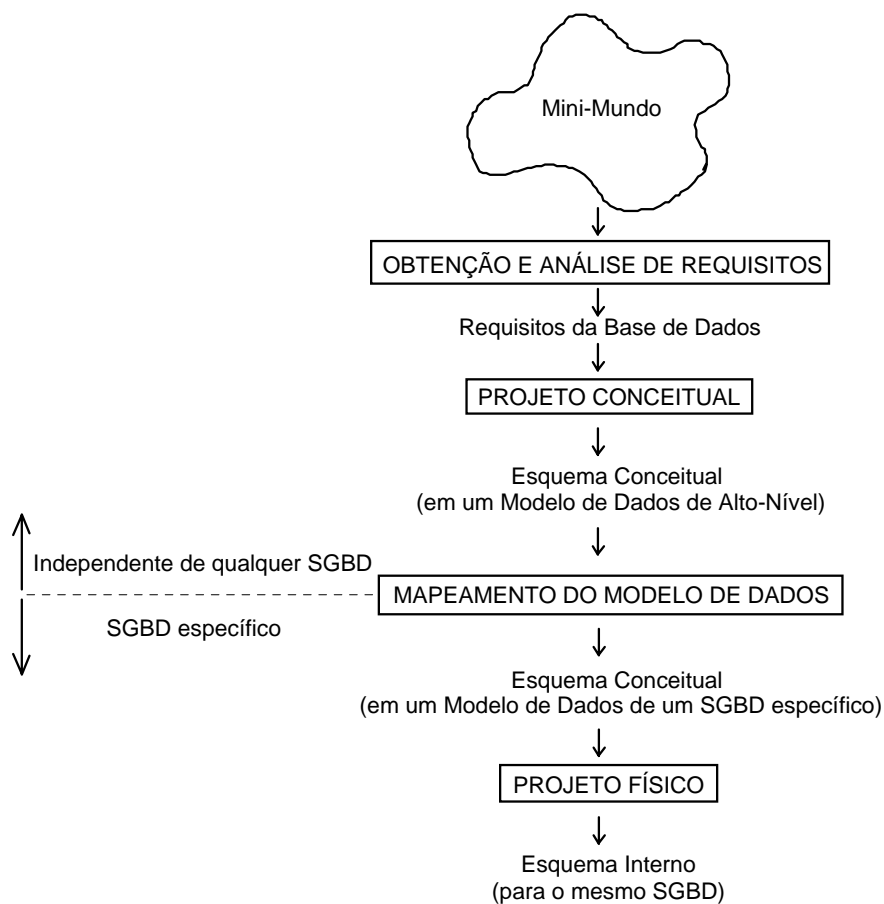 Mini-Mundo
OBTENÇÃO E ANÁLISE DE REQUISITOS
Requisitos da Base de Dados
PROJETO CONCEITUAL
Esquema Conceitual
(em um Modelo de Dados de Alto-Nível)
Independente de qualquer SGBD
MAPEAMENTO DO MODELO DE DADOS
SGBD específico
Esquema Conceitual
(em um Modelo de Dados de um SGBD específico)
PROJETO FÍSICO
Esquema Interno
(para o mesmo SGBD)